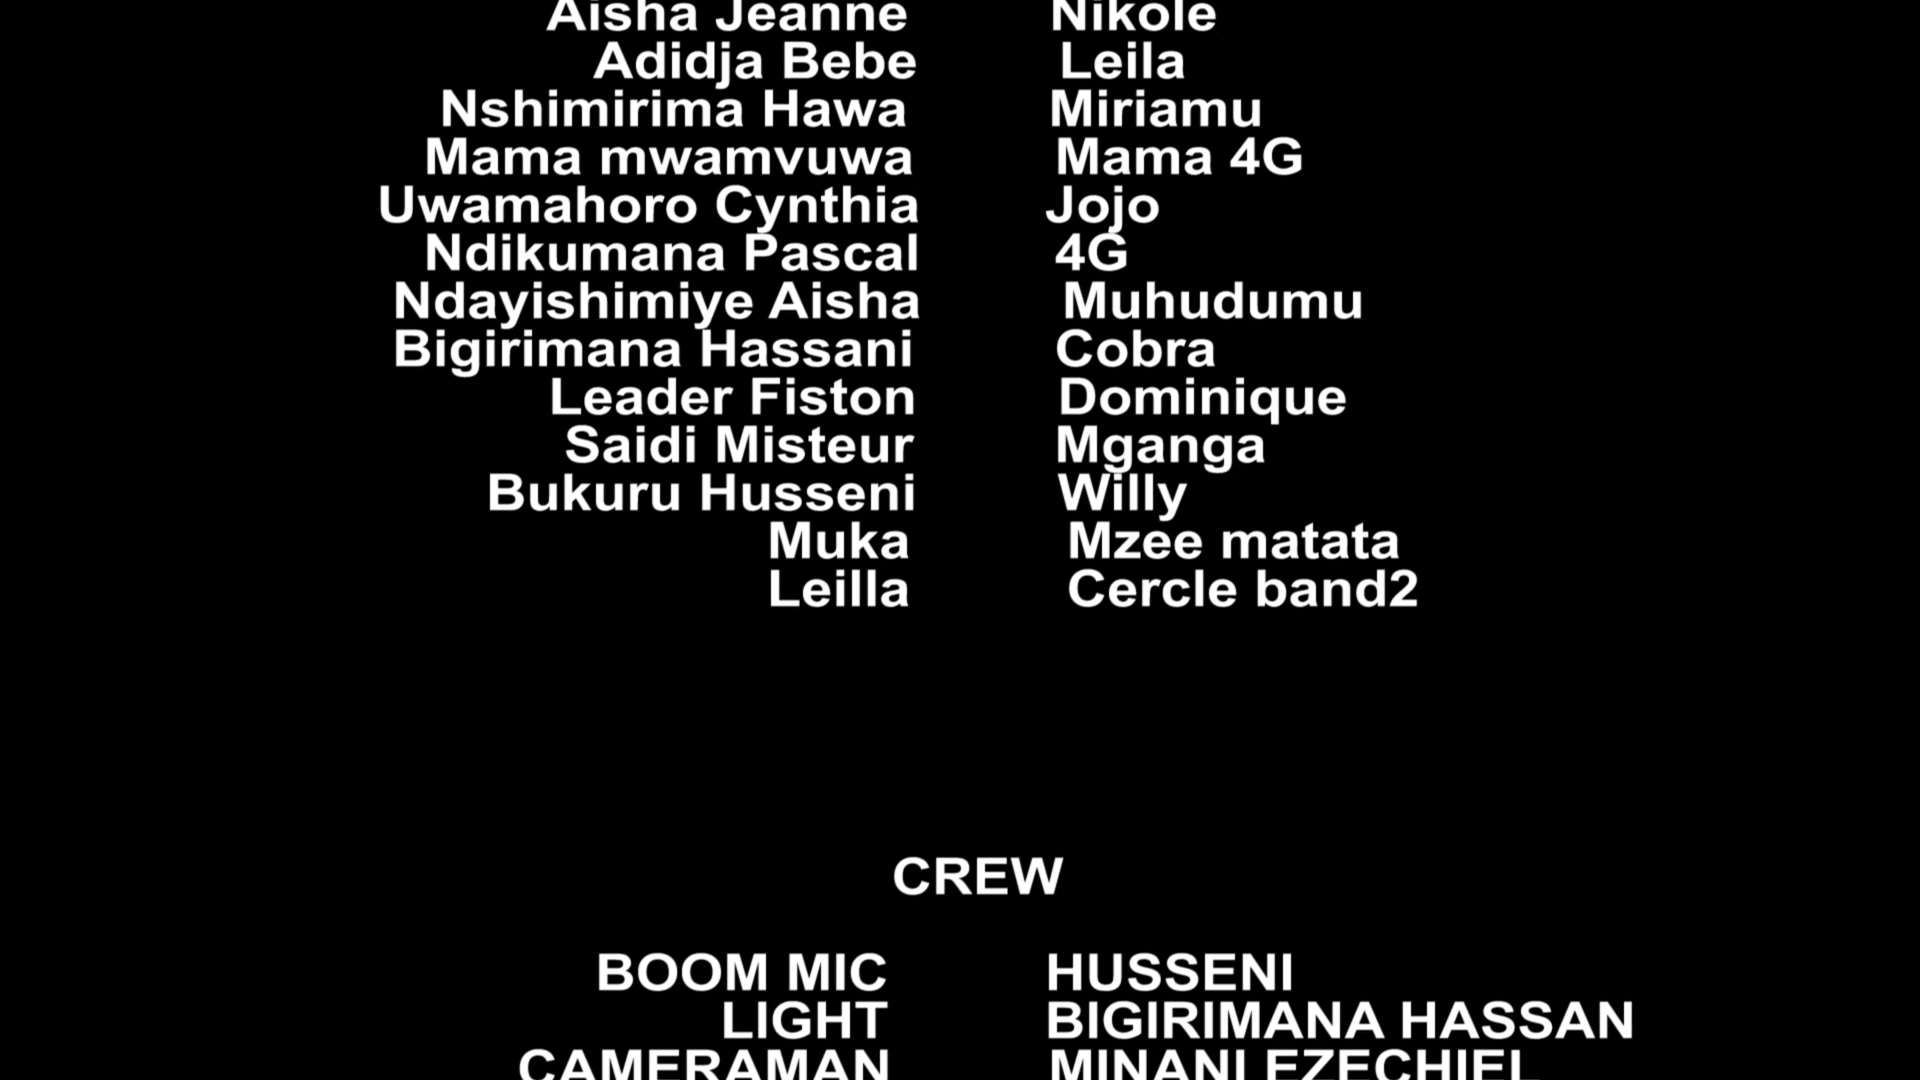 Aisha Jeanne Nikole
Adidja Bebe Leila
Nshimirima Hawa Miriamu
Mama mwamvuwa Mama 4G
Uwamahoro Cynthia Jojo
Ndikumana Pascal 4G
Ndayishimiye Aisha Muhudumu
Bigirimana Hassani Cobra
Leader Fiston Dominique
Saidi Misteur Mganga
Bukuru Husseni Willy
Muka Mzee matata
Leilla Cercle band2
CREW
BOOM MIC HUSSENI
LIGHT BIGIRIMANA HASSAN
CAMERAMAN MINANI EZECHIEL